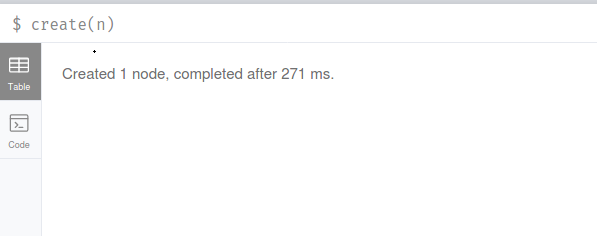 $ create(n)
Created 1 node, completed after 271 ms.
Table
Code